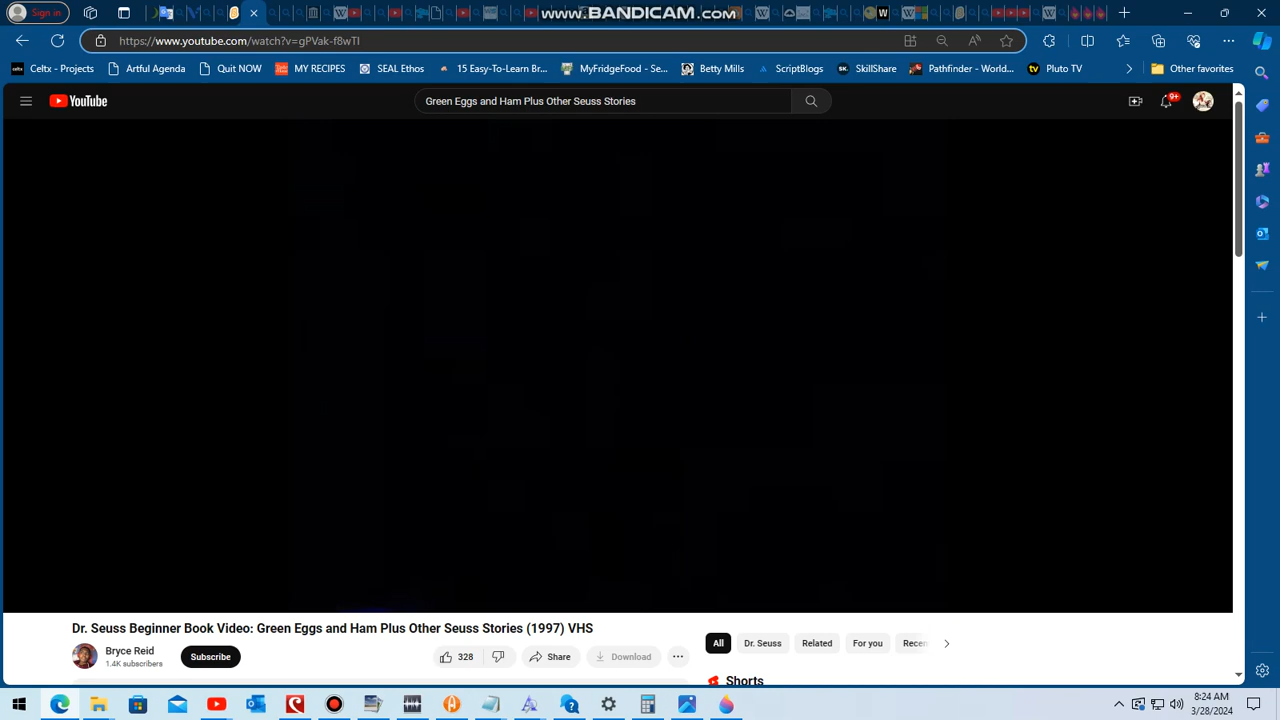 Sign in
www.BANDICAM.com
https://www.youtube.com/watch?v=gPVak-f8wTI
Celtx - Projects
Artful Agenda
Quit NOW
MY RECIPES
SEAL Ethos
15 Easy-To-Learn Br...
MyFridgeFood - Se...
Betty Mills
ScriptBlogs
SkillShare
Pathfinder - World...
Pluto TV
Other favorites
YouTube
Green Eggs and Ham Plus Other Seuss Stories
9+
Dr. Seuss Beginner Book Video: Green Eggs and Ham Plus Other Seuss Stories (1997) VHS
Bryce Reid
1.4K subscribers
Subscribe
328
Share
Download
All
Dr. Seuss
Related
For you
Recen
Shorts
8:24 AM
3/28/2024